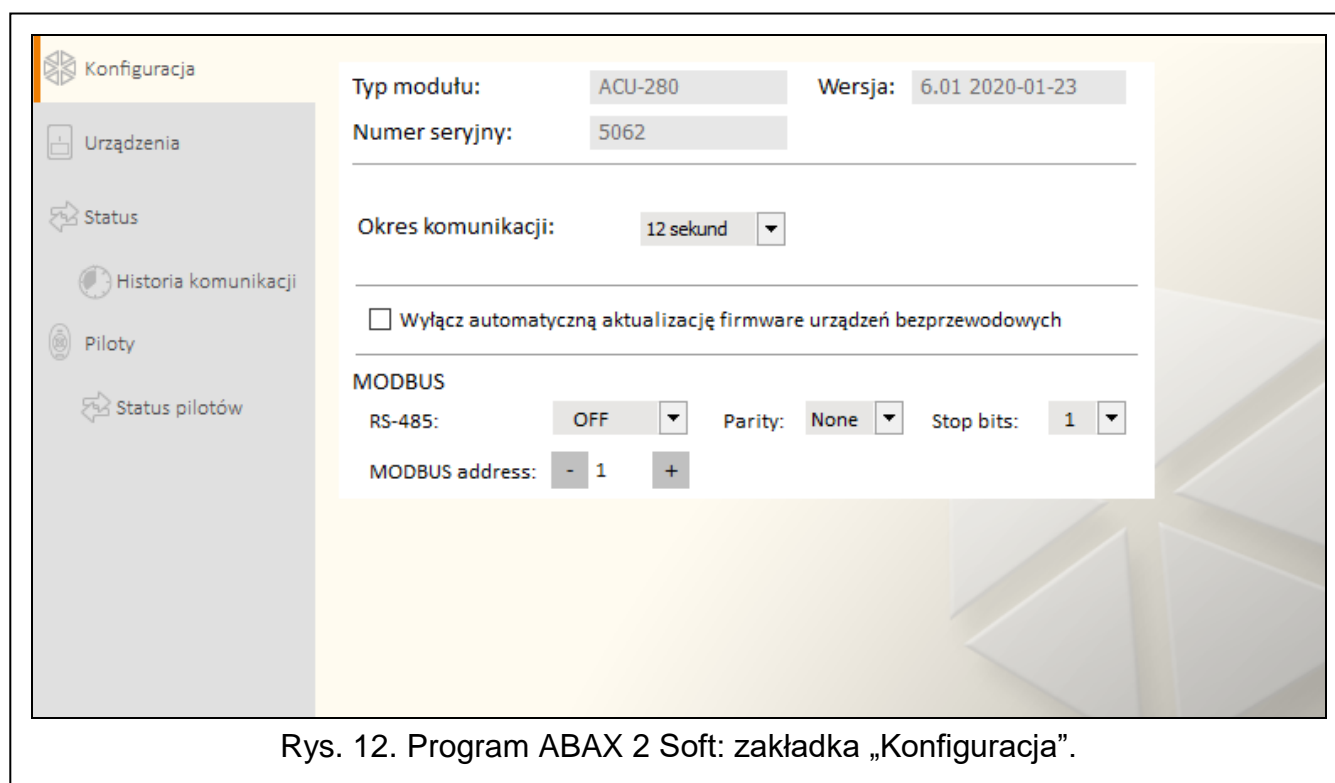 Konfiguracja
Urządzenia
Status
Historia komunikacji
Piloty
Status pilotów
Typ modułu: ACU-280 Wersja: 6.01 2020-01-23
Numer seryjny: 5062
Okres komunikacji: 12 sekund
Wyłącz automatyczną aktualizację firmware urządzeń bezprzewodowych
MODBUS
RS-485: OFF Parity: None Stop bits: 1
MODBUS address: - 1 +
Rys. 12. Program ABAX 2 Soft: zakładka „Konfiguracja”.